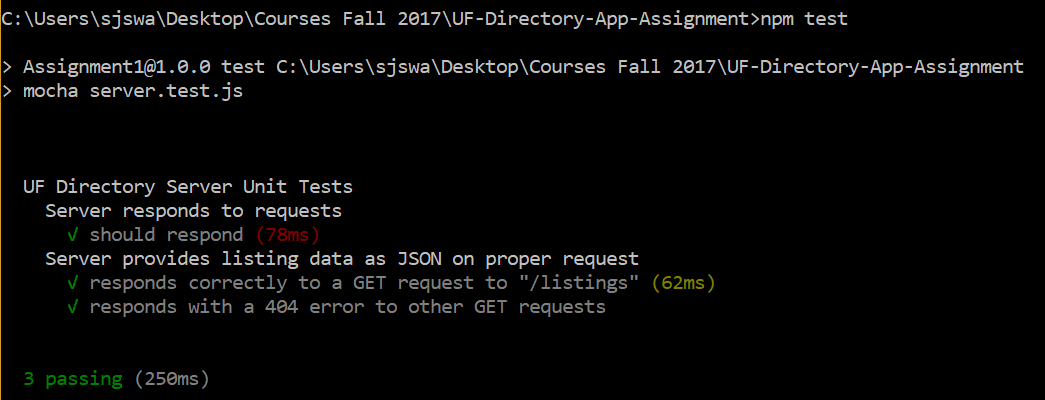 C:\Users\sjswa\Desktop\Courses Fall 2017\UF-Directory-App-Assignment>npm test
> Assignment1@1.0.0 test C:\Users\sjswa\Desktop\Courses Fall 2017\UF-Directory-App-Assignment
> mocha server.test.js
UF Directory Server Unit Tests
Server responds to requests
√ should respond (78ms)
Server provides listing data as JSON on proper request
√ responds correctly to a GET request to "/listings" (62ms)
√ responds with a 404 error to other GET requests
3 passing (250ms)